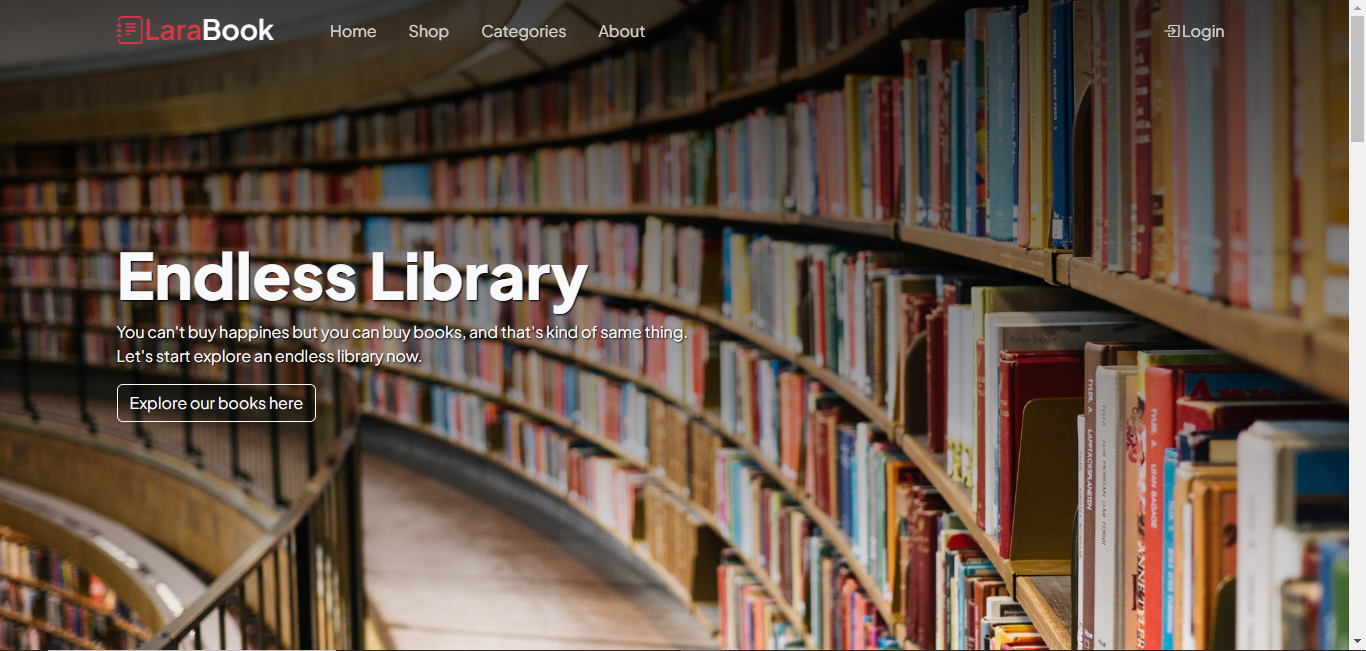 LaraBook Home Shop Categories About Login
Endless Library
You can't buy happines but you can buy books, and that's kind of same thing.
Let's start explore an endless library now.
Explore our books here